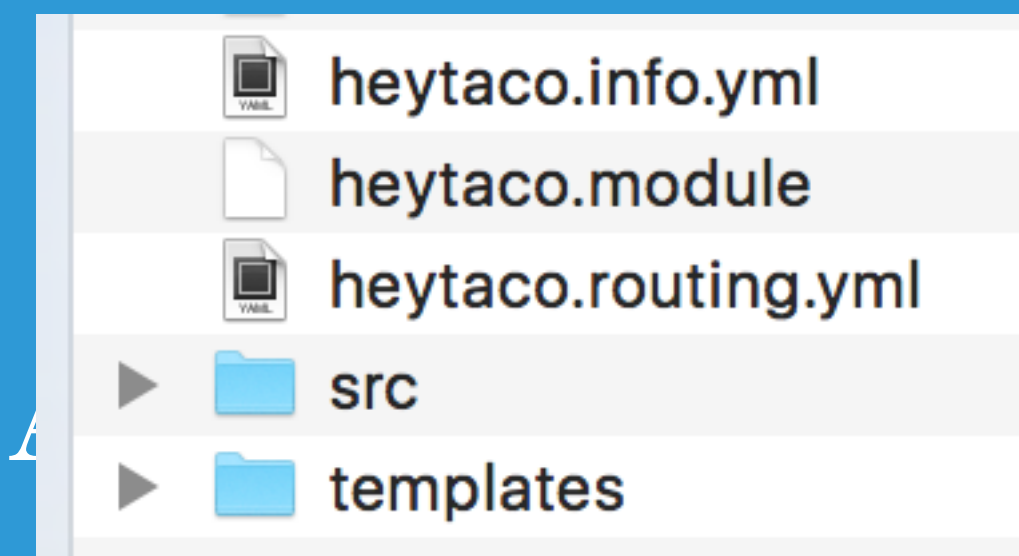 heytaco.info.yml
heytaco.module
heytaco.routing.yml
src
templates